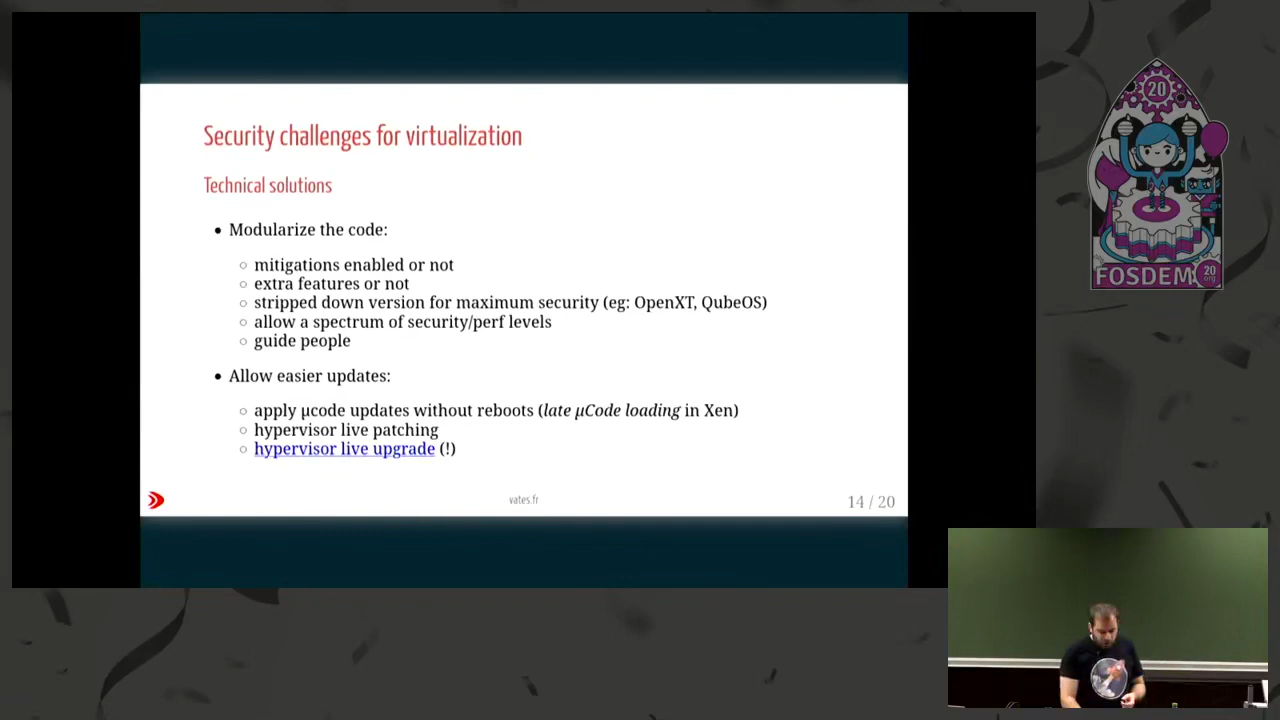 Security challenges for virtualization
Technical solutions
• Modularize the code:
○ mitigations enabled or not
○ extra features or not
○ stripped down version for maximum security (eg: OpenXT, QubeOS)
○ allow a spectrum of security/perf levels
○ guide people
• Allow easier updates:
○ apply µcode updates without reboots (late µCode loading in Xen)
○ hypervisor live patching
○ hypervisor live upgrade (!)
vates.fr
14 / 20
20
FOSDEM
20
.org